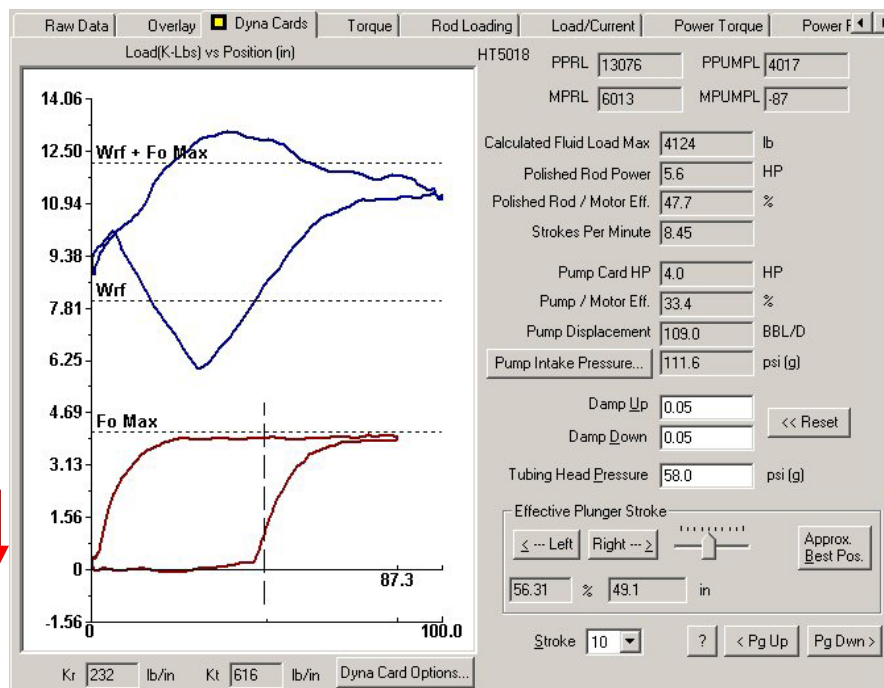 Raw Data Overlay Dyna Cards Torque Rod Loading Load/Current Power Torque Power
Load(K-Lbs) vs Position (in)
HT5018 PPRL 13076 PPUMPL 4017
MPRL 6013 MPUMPL -87
14.06
12.50 Wrf + Fo Max
10.94
9.38
7.81 Wrf
6.25
4.69 Fo Max
3.13
1.56
0 87.3
-1.56
0 100.0
Calculated Fluid Load Max 4124 lb
Polished Rod Power 5.6 HP
Polished Rod / Motor Eff. 47.7 %
Strokes Per Minute 8.45
Pump Card HP 4.0 HP
Pump / Motor Eff. 33.4 %
Pump Displacement 109.0 BBL/D
Pump Intake Pressure... 111.6 psi (g)
Damp Up 0.05
Damp Down 0.05
<< Reset
Tubing Head Pressure 58.0 psi (g)
Effective Plunger Stroke
< --- Left Right --- >
Approx.
Best Pos.
56.31 % 49.1 in
Stroke 10 ? < Pg Up Pg Dwn >
Kr 232 lb/in Kt 616 lb/in Dyna Card Options...